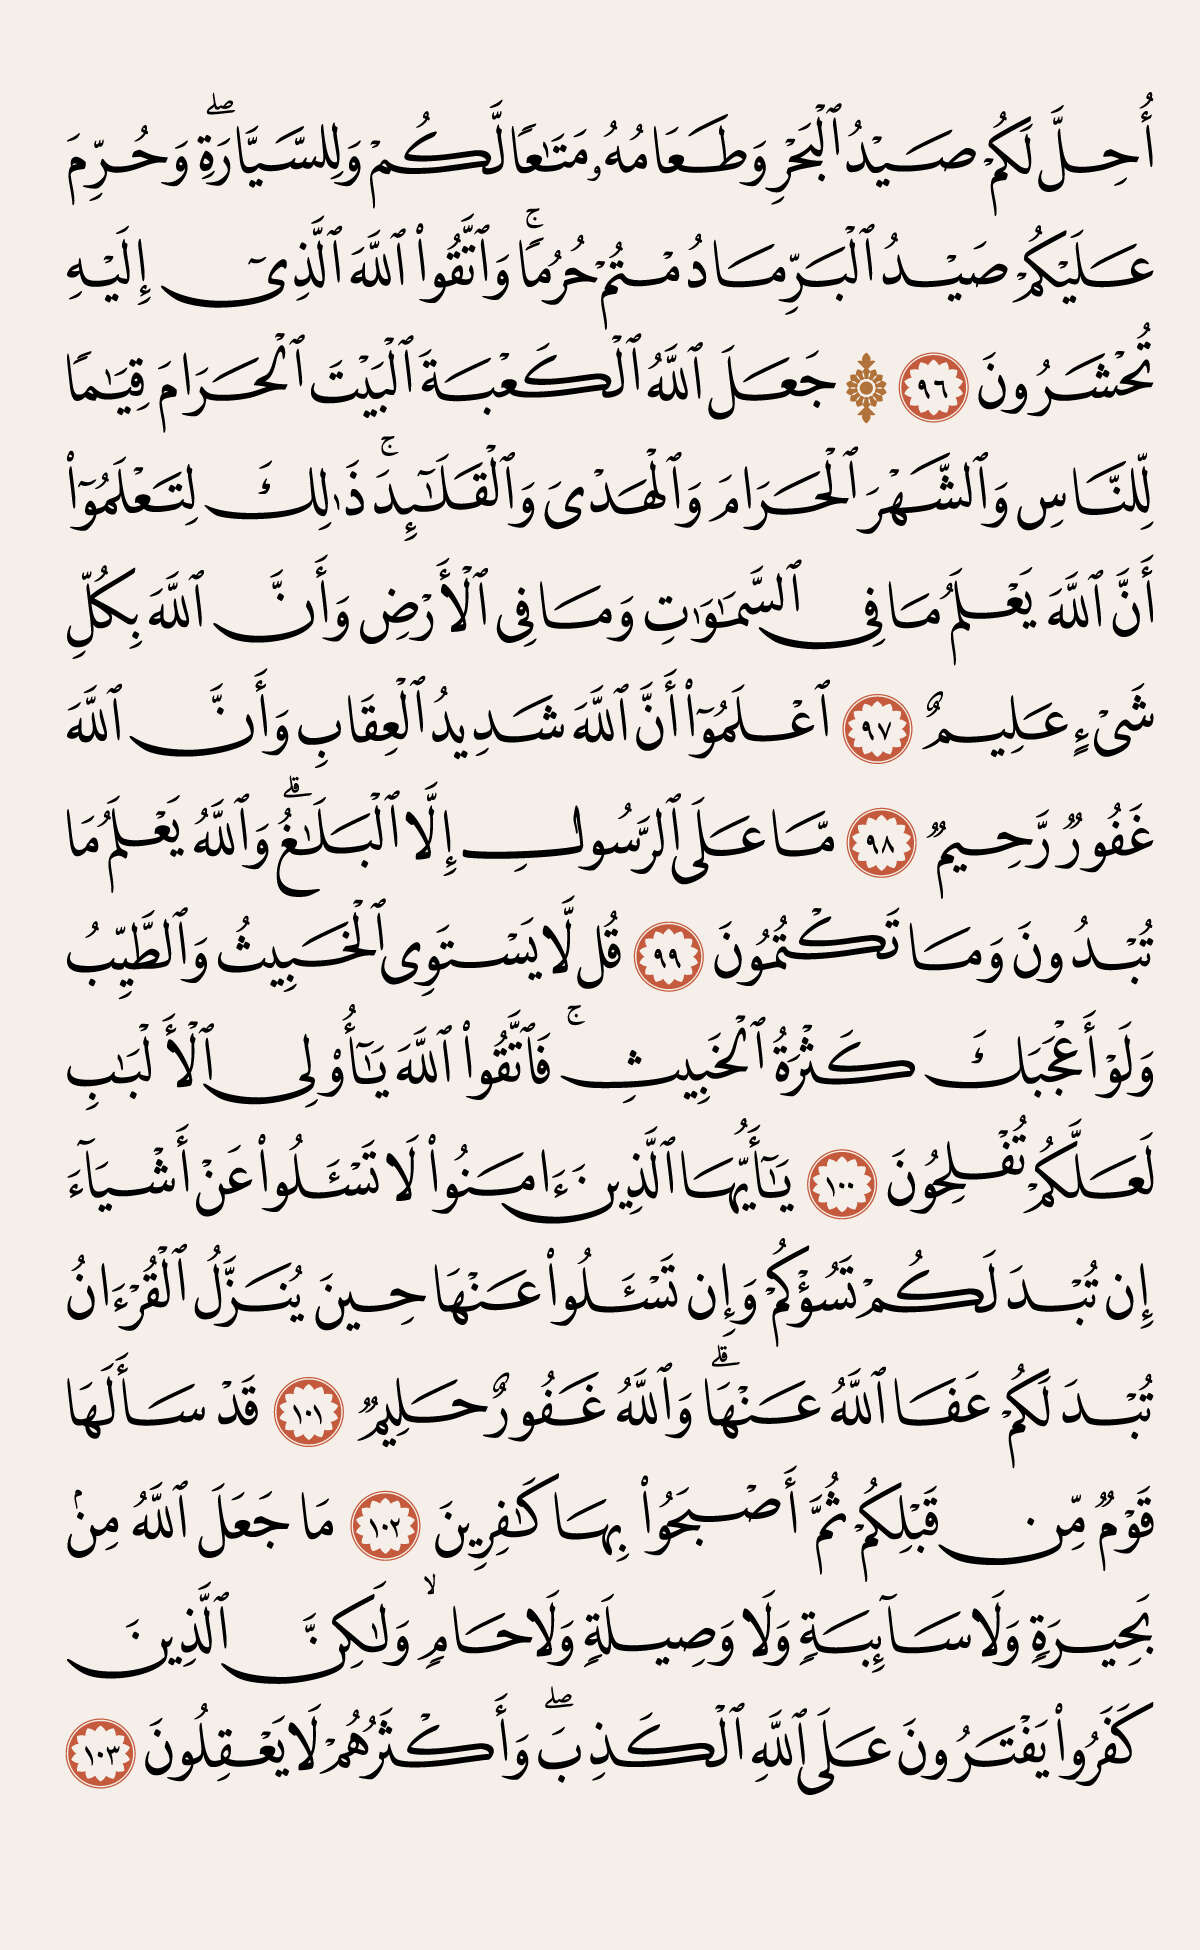 أُحِلَّ لَكُمْ صَيْدُ ٱلْبَحْرِ وَطَعَامُهُۥ مَتَـٰعًا لَّكُمْ وَلِلسَّيَّارَةِ ۖ وَحُرِّمَ
عَلَيْكُمْ صَيْدُ ٱلْبَرِّ مَا دُمْتُمْ حُرُمًا ۗ وَٱتَّقُوا۟ ٱللَّهَ ٱلَّذِىٓ إِلَيْهِ
تُحْشَرُونَ ٩٦ ۞ جَعَلَ ٱللَّهُ ٱلْكَعْبَةَ ٱلْبَيْتَ ٱلْحَرَامَ قِيَـٰمًا
لِّلنَّاسِ وَٱلشَّهْرَ ٱلْحَرَامَ وَٱلْهَدْىَ وَٱلْقَلَـٰٓئِدَ ۚ ذَٰلِكَ لِتَعْلَمُوٓا۟
أَنَّ ٱللَّهَ يَعْلَمُ مَا فِى ٱلسَّمَـٰوَٰتِ وَمَا فِى ٱلْأَرْضِ وَأَنَّ ٱللَّهَ بِكُلِّ
شَىْءٍ عَلِيمٌ ٩٧ ٱعْلَمُوٓا۟ أَنَّ ٱللَّهَ شَدِيدُ ٱلْعِقَابِ وَأَنَّ ٱللَّهَ
غَفُورٌ رَّحِيمٌ ٩٨ مَّا عَلَى ٱلرَّسُولِ إِلَّا ٱلْبَلَـٰغُ ۗ وَٱللَّهُ يَعْلَمُ مَا
تُبْدُونَ وَمَا تَكْتُمُونَ ٩٩ قُل لَّا يَسْتَوِى ٱلْخَبِيثُ وَٱلطَّيِّبُ
وَلَوْ أَعْجَبَكَ كَثْرَةُ ٱلْخَبِيثِ ۚ فَٱتَّقُوا۟ ٱللَّهَ يَـٰٓأُو۟لِى ٱلْأَلْبَـٰبِ
لَعَلَّكُمْ تُفْلِحُونَ ١٠٠ يَـٰٓأَيُّهَا ٱلَّذِينَ ءَامَنُوا۟ لَا تَسْـَٔلُوا۟ عَنْ أَشْيَآءَ
إِن تُبْدَ لَكُمْ تَسُؤْكُمْ وَإِن تَسْـَٔلُوا۟ عَنْهَا حِينَ يُنَزَّلُ ٱلْقُرْءَانُ
تُبْدَ لَكُمْ عَفَا ٱللَّهُ عَنْهَا ۗ وَٱللَّهُ غَفُورٌ حَلِيمٌ ١٠١ قَدْ سَأَلَهَا
قَوْمٌ مِّن قَبْلِكُمْ ثُمَّ أَصْبَحُوا۟ بِهَا كَـٰفِرِينَ ١٠٢ مَا جَعَلَ ٱللَّهُ مِنۢ
بَحِيرَةٍ وَلَا سَآئِبَةٍ وَلَا وَصِيلَةٍ وَلَا حَامٍ ۙ وَلَـٰكِنَّ ٱلَّذِينَ
كَفَرُوا۟ يَفْتَرُونَ عَلَى ٱللَّهِ ٱلْكَذِبَ ۖ وَأَكْثَرُهُمْ لَا يَعْقِلُونَ ١٠٣